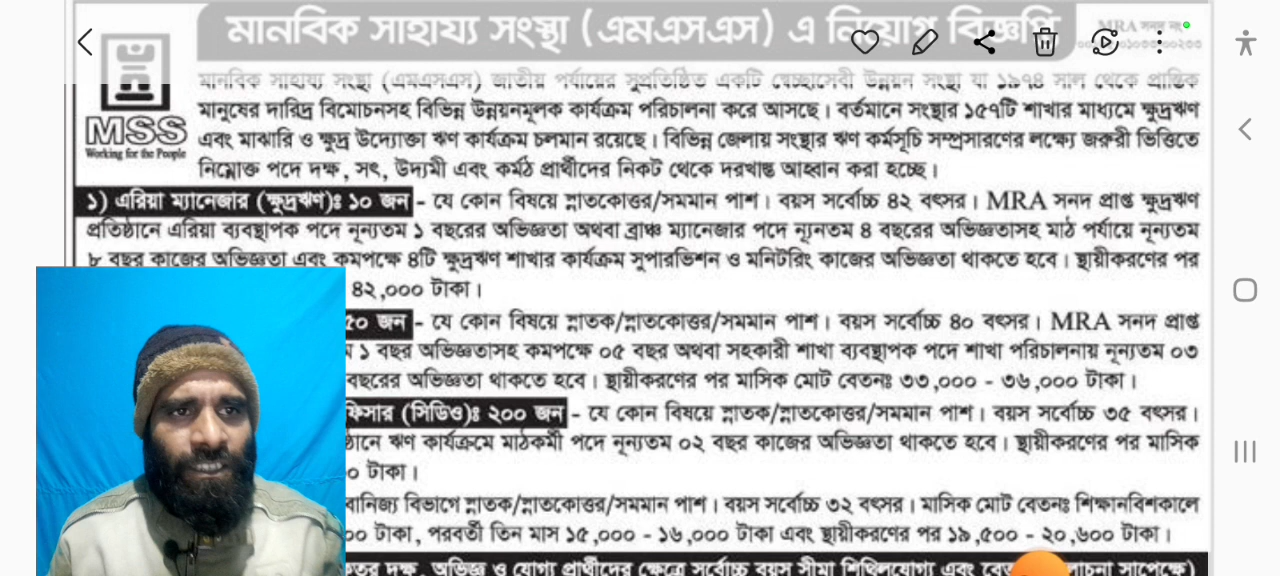 মানবিক সাহায্য সংস্থা (এমএসএস) এ নিয়োগ বিজ্ঞপ্তি
MRA সনদ নং
মানবিক সাহায্য সংস্থা (এমএসএস) জাতীয় পর্যায়ের সুপ্রতিষ্ঠিত একটি স্বেচ্ছাসেবী উন্নয়ন সংস্থা যা ১৯৭৪ সাল থেকে প্রান্তিক
মানুষের দারিদ্র বিমোচনসহ বিভিন্ন উন্নয়নমূলক কার্যক্রম পরিচালনা করে আসছে। বর্তমানে সংস্থার ১৫৭টি শাখার মাধ্যমে ক্ষুদ্রঋণ
MSS
এবং মাঝারি ও ক্ষুদ্র উদ্যোক্তা ঋণ কার্যক্রম চলমান রয়েছে। বিভিন্ন জেলায় সংস্থার ঋণ কর্মসূচি সম্প্রসারণের লক্ষ্যে জরুরী ভিত্তিতে
Working for the People
নিম্নোক্ত পদে দক্ষ, সৎ, উদ্যমী এবং কর্মঠ প্রার্থীদের নিকট থেকে দরখাস্ত আহ্বান করা হচ্ছে।
১) এরিয়া ম্যানেজার (ক্ষুদ্রঋণ)ঃ ১০ জন - যে কোন বিষয়ে স্নাতকোত্তর/সমমান পাশ। বয়স সর্বোচ্চ ৪২ বৎসর। MRA সনদ প্রাপ্ত ক্ষুদ্রঋণ
প্রতিষ্ঠানে এরিয়া ব্যবস্থাপক পদে নূন্যতম ১ বছরের অভিজ্ঞতা অথবা ব্রাঞ্চ ম্যানেজার পদে ন্যূনতম ৪ বছরের অভিজ্ঞতাসহ মাঠ পর্যায়ে নূন্যতম
৮ বছর কাজের অভিজ্ঞতা এবং কমপক্ষে ৪টি ক্ষুদ্রঋণ শাখার কার্যক্রম সুপারভিশন ও মনিটরিং কাজের অভিজ্ঞতা থাকতে হবে। স্থায়ীকরণের পর
৪২,০০০ টাকা।
৫০ জন - যে কোন বিষয়ে স্নাতক/স্নাতকোত্তর/সমমান পাশ। বয়স সর্বোচ্চ ৪০ বৎসর। MRA সনদ প্রাপ্ত
১ বছর অভিজ্ঞতাসহ কমপক্ষে ০৫ বছর অথবা সহকারী শাখা ব্যবস্থাপক পদে শাখা পরিচালনায় নূন্যতম ০৩
বছরের অভিজ্ঞতা থাকতে হবে। স্থায়ীকরণের পর মাসিক মোট বেতনঃ ৩৩,০০০ - ৩৬,০০০ টাকা।
ফিসার (সিডিও)ঃ ২০০ জন - যে কোন বিষয়ে স্নাতক/স্নাতকোত্তর/সমমান পাশ। বয়স সর্বোচ্চ ৩৫ বৎসর।
ঠানে ঋণ কার্যক্রমে মাঠকর্মী পদে নূন্যতম ০২ বছর কাজের অভিজ্ঞতা থাকতে হবে। স্থায়ীকরণের পর মাসিক
০ টাকা।
বানিজ্য বিভাগে স্নাতক/স্নাতকোত্তর/সমমান পাশ। বয়স সর্বোচ্চ ৩২ বৎসর। মাসিক মোট বেতনঃ শিক্ষানবিশকালে
০০ টাকা, পরবর্তী তিন মাস ১৫,০০০ - ১৬,০০০ টাকা এবং স্থায়ীকরণের পর ১৯,৫০০ - ২০,৬০০ টাকা।
দক্ষ, অভিজ্ঞ ও যোগ্য প্রার্থীদের ক্ষেত্রে সর্বোচ্চ বয়স সীমা শিথিলযোগ্য এবং সাপেক্ষে)